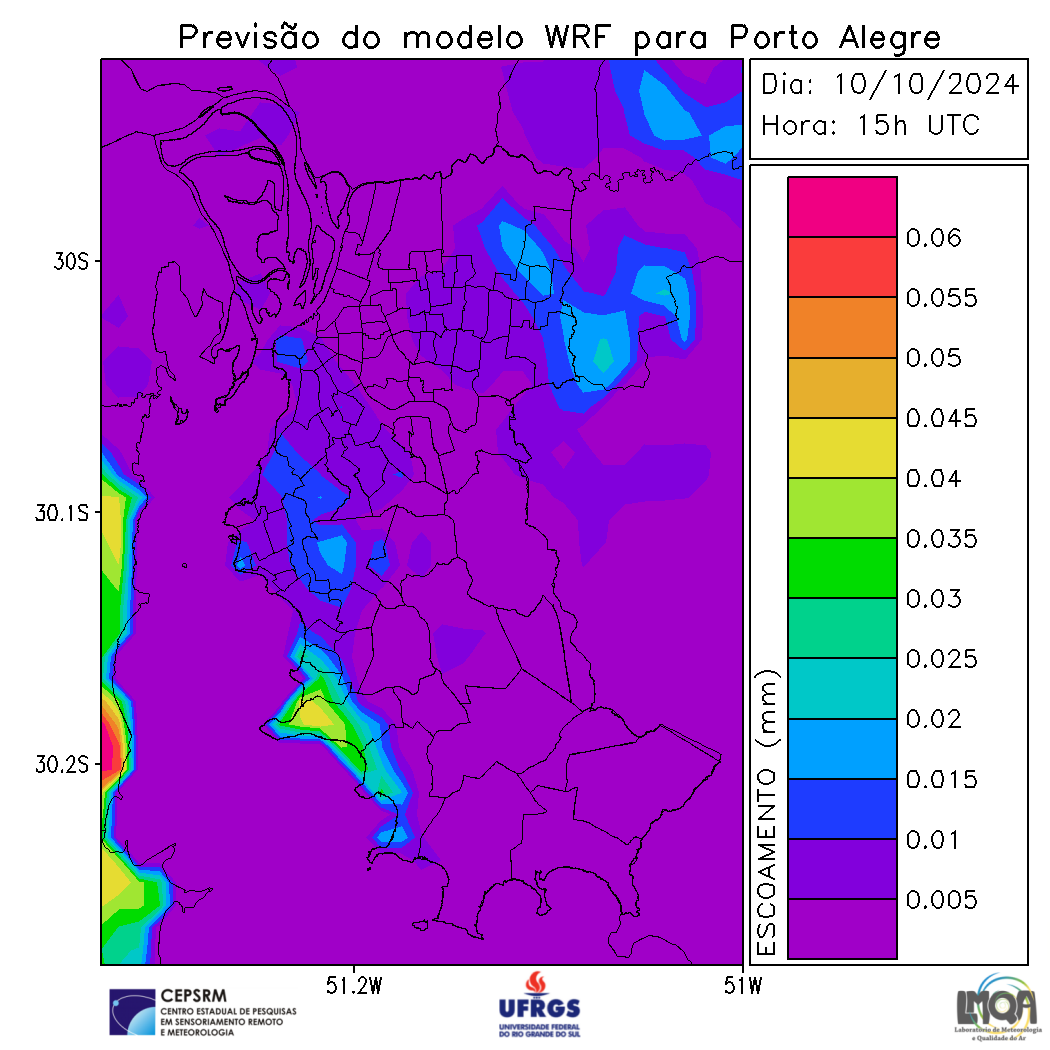 Previsão do modelo WRF para Porto Alegre
Dia: 10/10/2024
Hora: 15h UTC
0.06
0.055
0.05
0.045
0.04
0.035
0.03
0.025
0.02
0.015
0.01
0.005
ESCOAMENTO (mm)
30S
30.1S
30.2S
51.2W
51W
CEPSRM
CENTRO ESTADUAL DE PESQUISAS
EM SENSORIAMENTO REMOTO
E METEOROLOGIA
UFRGS
UNIVERSIDADE FEDERAL
DO RIO GRANDE DO SUL
LMQA
Laboratório de Meteorologia
e Qualidade do Ar